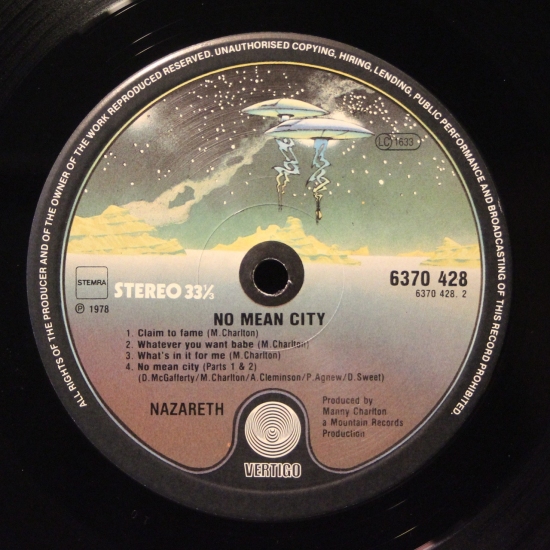 ALL RIGHTS OF THE PRODUCER AND OF THE OWNER OF THE WORK REPRODUCED RESERVED. UNAUTHORISED COPYING, HIRING, LENDING, PUBLIC PERFORMANCE AND BROADCASTING OF THIS RECORD PROHIBITED.
LC 1633
STEMRA
STEREO 33⅓
6370 428
6370 428. 2
℗ 1978
NO MEAN CITY
1. Claim to fame (M. Charlton)
2. Whatever you want babe (M. Charlton)
3. What's in it for me (M. Charlton)
4. No mean city (Parts 1 & 2)
(D. McGafferty/M. Charlton/A. Cleminson/P. Agnew/D. Sweet)
NAZARETH
Produced by
Manny Charlton
a Mountain Records
Production
VERTIGO